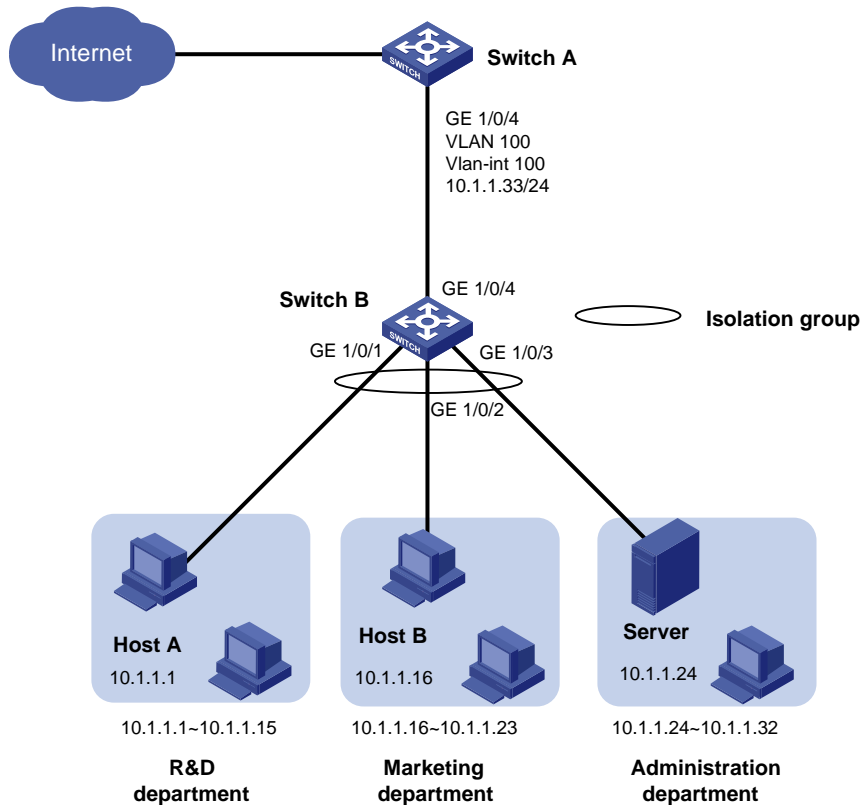 Internet
SWITCH
Switch A
GE 1/0/4
VLAN 100
Vlan-int 100
10.1.1.33/24
Switch B
GE 1/0/4
SWITCH
Isolation group
GE 1/0/1
GE 1/0/3
GE 1/0/2
Host A
10.1.1.1
Host B
10.1.1.16
Server
10.1.1.24
10.1.1.1~10.1.1.15
10.1.1.16~10.1.1.23
10.1.1.24~10.1.1.32
R&D
department
Marketing
department
Administration
department